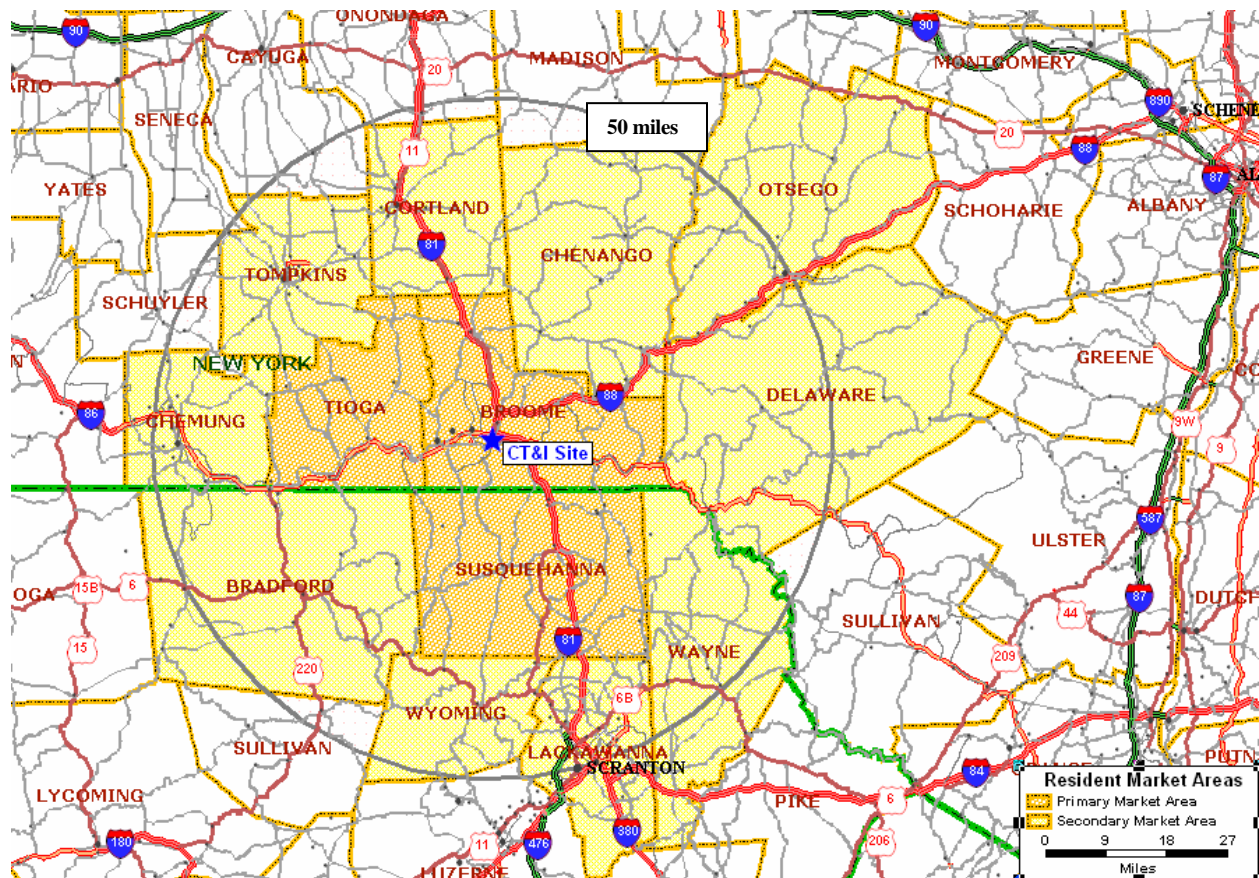 ONONDAGA
90
90
CAYUGA
MADISON
MONTGOMERY
20
ARIO
890
SENECA
SCHENE
50 miles
20
11
88
87
AL
YATES
OTSEGO
CORTLAND
SCHOHARIE
ALBANY
81
CHENANGO
TOMPKINS
SCHUYLER
NEW YORK
GREENE
CO
TIOGA
88
DELAWARE
86
CHEMUNG
BROOME
9W
CT&I Site
9
587
ULSTER
SUSQUEHANNA
OGA
15B
6
BRADFORD
87
DUTCH
44
SULLIVAN
81
15
WAYNE
209
220
6B
WYOMING
SULLIVAN
LACKAWANNA
SCRANTON
PUTN
84
LYCOMING
PIKE
6
180
380
206
11
476
LUZERNE
Resident Market Areas
Primary Market Area
Secondary Market Area
0 9 18 27
Miles